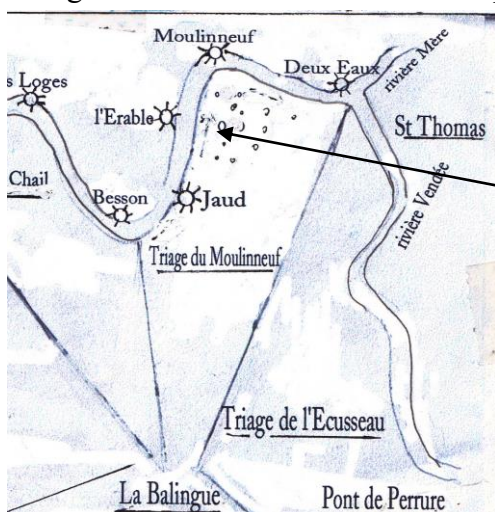 Moulinneuf
Deux Eaux
rivière Mère
s Loges
l'Erable
St Thomas
Chail
Besson
Jaud
rivière Vendée
Triage du Moulinneuf
Triage de l'Ecusseau
La Balingue
Pont de Perrure